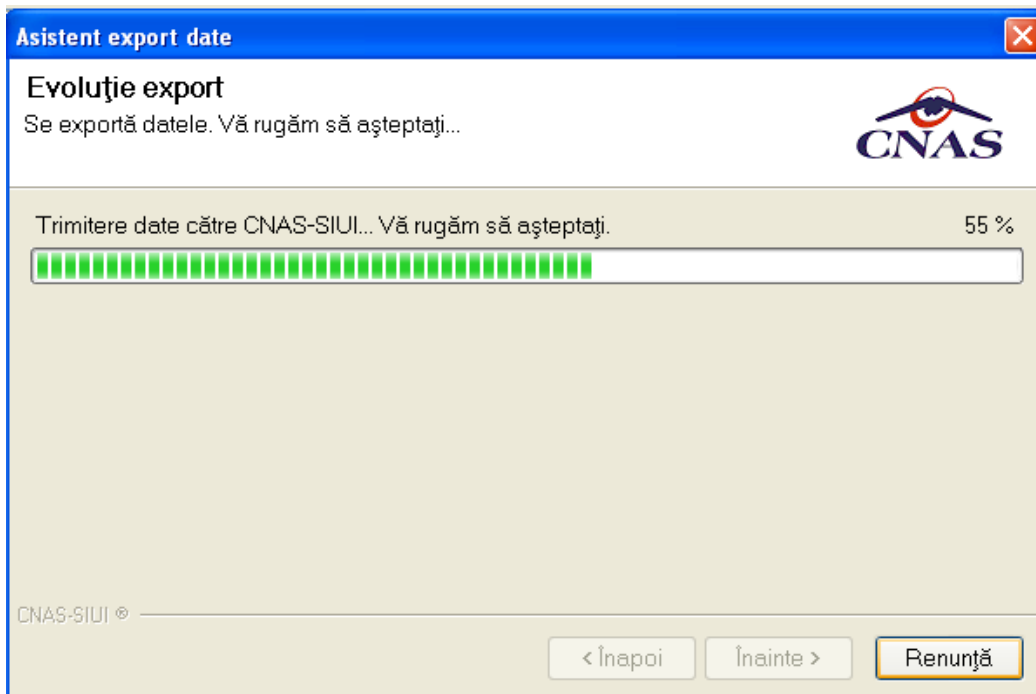 Asistent export date
Evoluţie export
Se exportă datele. Vă rugăm să aşteptaţi...
CNAS
Trimitere date către CNAS-SIUI... Vă rugăm să aşteptaţi. 55 %
CNAS-SIUI ®
< Înapoi Înainte > Renunţă